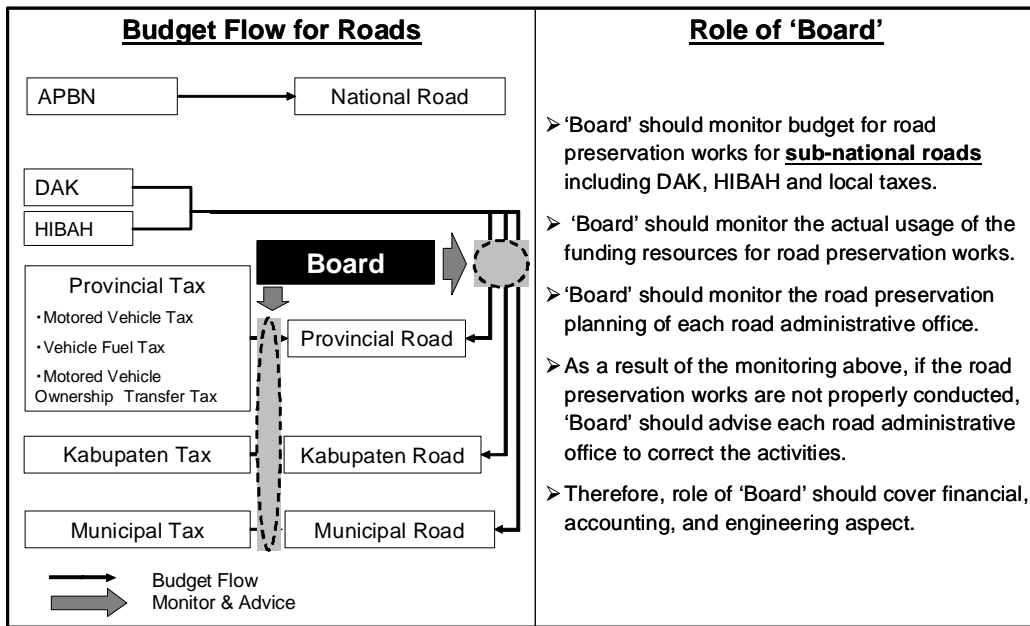 Budget Flow for Roads
APBN
National Road
DAK
HIBAH
Board
Provincial Tax
・Motored Vehicle Tax
・Vehicle Fuel Tax
・Motored Vehicle
Ownership Transfer Tax
Provincial Road
Kabupaten Tax
Kabupaten Road
Municipal Tax
Municipal Road
Budget Flow
Monitor & Advice
Role of ‘Board’
➢ ‘Board’ should monitor budget for road
preservation works for sub-national roads
including DAK, HIBAH and local taxes.
➢ ‘Board’ should monitor the actual usage of the
funding resources for road preservation works.
➢ ‘Board’ should monitor the road preservation
planning of each road administrative office.
➢ As a result of the monitoring above, if the road
preservation works are not properly conducted,
‘Board’ should advise each road administrative
office to correct the activities.
➢ Therefore, role of ‘Board’ should cover financial,
accounting, and engineering aspect.